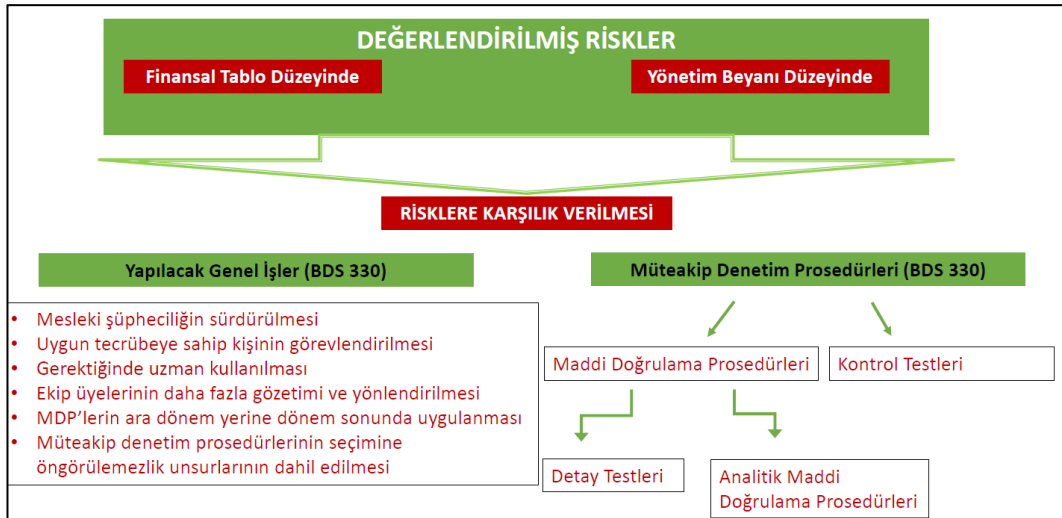 DEĞERLENDİRİLMİŞ RİSKLER
Finansal Tablo Düzeyinde
Yönetim Beyanı Düzeyinde
RİSKLERE KARŞILIK VERİLMESİ
Yapılacak Genel İşler (BDS 330)
• Mesleki şüpheciliğin sürdürülmesi
• Uygun tecrübeye sahip kişinin görevlendirilmesi
• Gerektiğinde uzman kullanılması
• Ekip üyelerinin daha fazla gözetimi ve yönlendirilmesi
• MDP'lerin ara dönem yerine dönem sonunda uygulanması
• Müteakip denetim prosedürlerinin seçimine
öngörülemezlik unsurlarının dahil edilmesi
Müteakip Denetim Prosedürleri (BDS 330)
Maddi Doğrulama Prosedürleri
Kontrol Testleri
Detay Testleri
Analitik Maddi
Doğrulama Prosedürleri